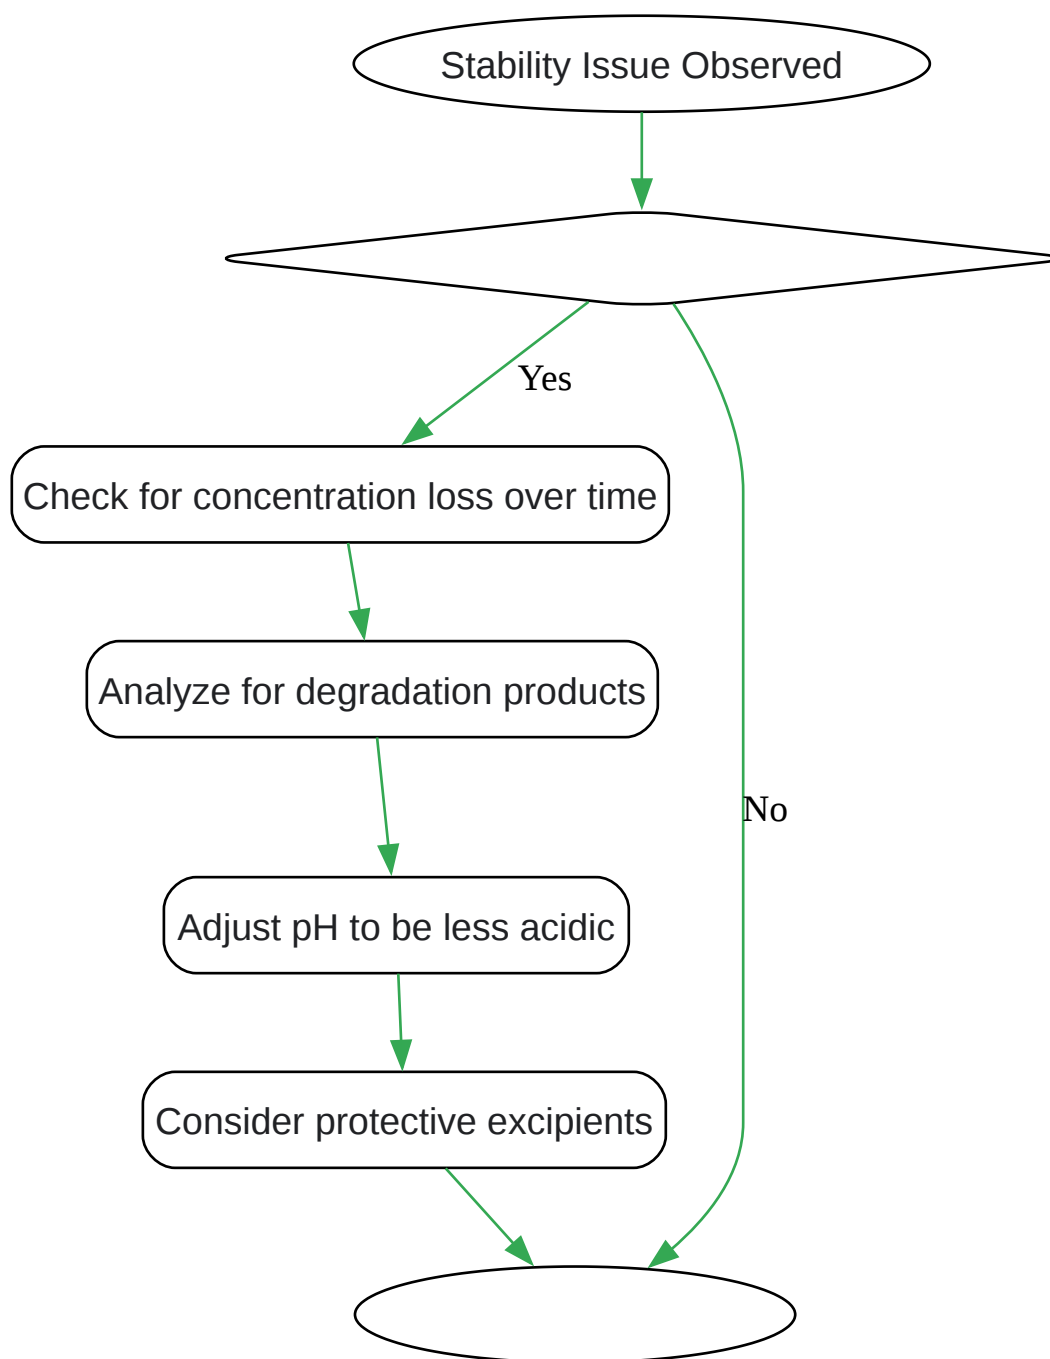 Stability Issue Observed
Yes
Check for concentration loss over time
Analyze for degradation products
No
Adjust pH to be less acidic
Consider protective excipients